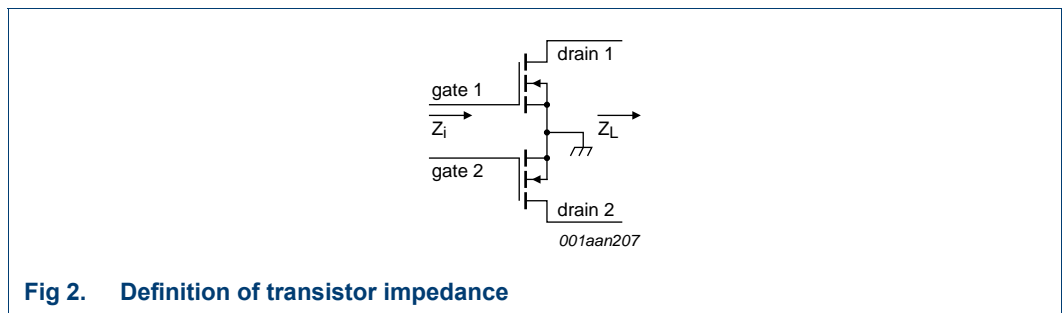 drain 1
gate 1
Zi
ZL
gate 2
drain 2
001aan207
Fig 2. Definition of transistor impedance